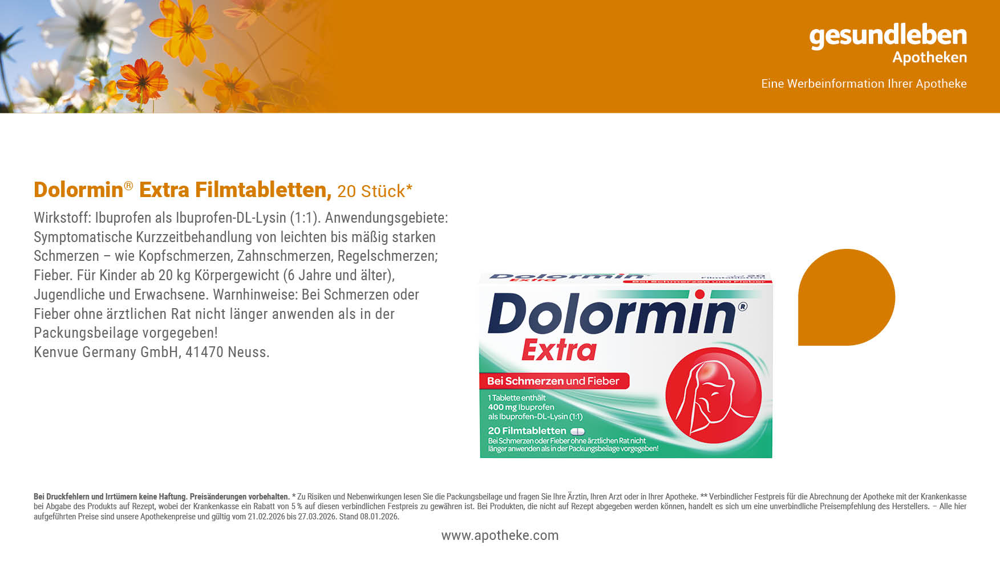 gesundleben
Apotheken
Eine Werbeinformation Ihrer Apotheke
Dolormin® Extra Filmtabletten, 20 Stück*
Wirkstoff: Ibuprofen als Ibuprofen-DL-Lysin (1:1). Anwendungsgebiete:
Symptomatische Kurzzeitbehandlung von leichten bis mäßig starken
Schmerzen – wie Kopfschmerzen, Zahnschmerzen, Regelschmerzen;
Fieber. Für Kinder ab 20 kg Körpergewicht (6 Jahre und älter),
Jugendliche und Erwachsene. Warnhinweise: Bei Schmerzen oder
Fieber ohne ärztlichen Rat nicht länger anwenden als in der
Packungsbeilage vorgegeben!
Kenvue Germany GmbH, 41470 Neuss.
Dolormin
Extra
20
Filmtabletten
Bei Schmerzen und Fieber
Dolormin®
Extra
Bei Schmerzen und Fieber
1 Tablette enthält
400 mg Ibuprofen
als Ibuprofen-DL-Lysin (1:1)
20 Filmtabletten
Bei Schmerzen oder Fieber ohne ärztlichen Rat nicht
länger anwenden als in der Packungsbeilage vorgegeben!
Bei Druckfehlern und Irrtümern keine Haftung. Preisänderungen vorbehalten. * Zu Risiken und Nebenwirkungen lesen Sie die Packungsbeilage und fragen Sie Ihre Ärztin, Ihren Arzt oder in Ihrer Apotheke. ** Verbindlicher Festpreis für die Abrechnung der Apotheke mit der Krankenkasse
bei Abgabe des Produkts auf Rezept, wobei der Krankenkasse ein Rabatt von 5 % auf diesen verbindlichen Festpreis zu gewähren ist. Bei Produkten, die nicht auf Rezept abgegeben werden können, handelt es sich um eine unverbindliche Preisempfehlung des Herstellers. – Alle hier
aufgeführten Preise sind unsere Apothekenpreise und gültig vom 21.02.2026 bis 27.03.2026. Stand 08.01.2026.
www.apotheke.com